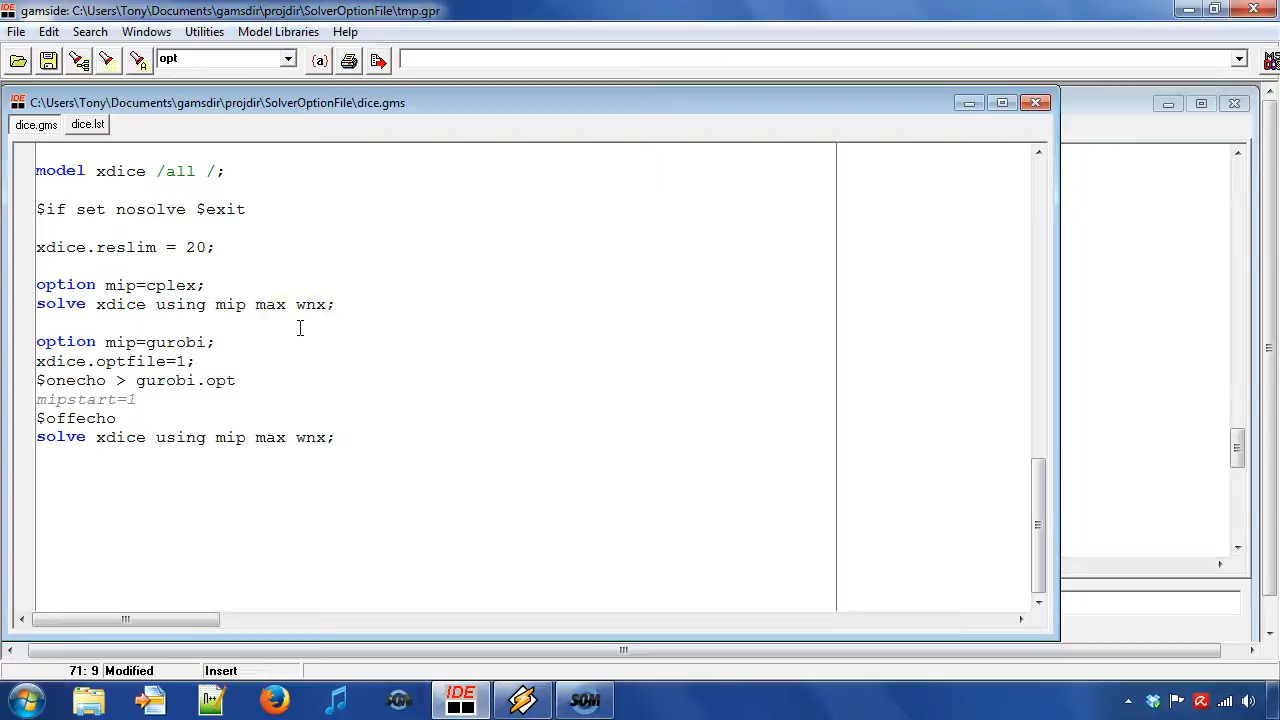 gamside: C:\Users\Tony\Documents\gamsdir\projdir\SolverOptionFile\tmp.gpr
File Edit Search Windows Utilities Model Libraries Help
opt
{a}
C:\Users\Tony\Documents\gamsdir\projdir\SolverOptionFile\dice.gms
dice.gms dice.lst
model xdice /all /;
$if set nosolve $exit
xdice.reslim = 20;
option mip=cplex;
solve xdice using mip max wnx;
option mip=gurobi;
xdice.optfile=1;
$onecho > gurobi.opt
mipstart=1
$offecho
solve xdice using mip max wnx;
71: 9 Modified Insert
IDE